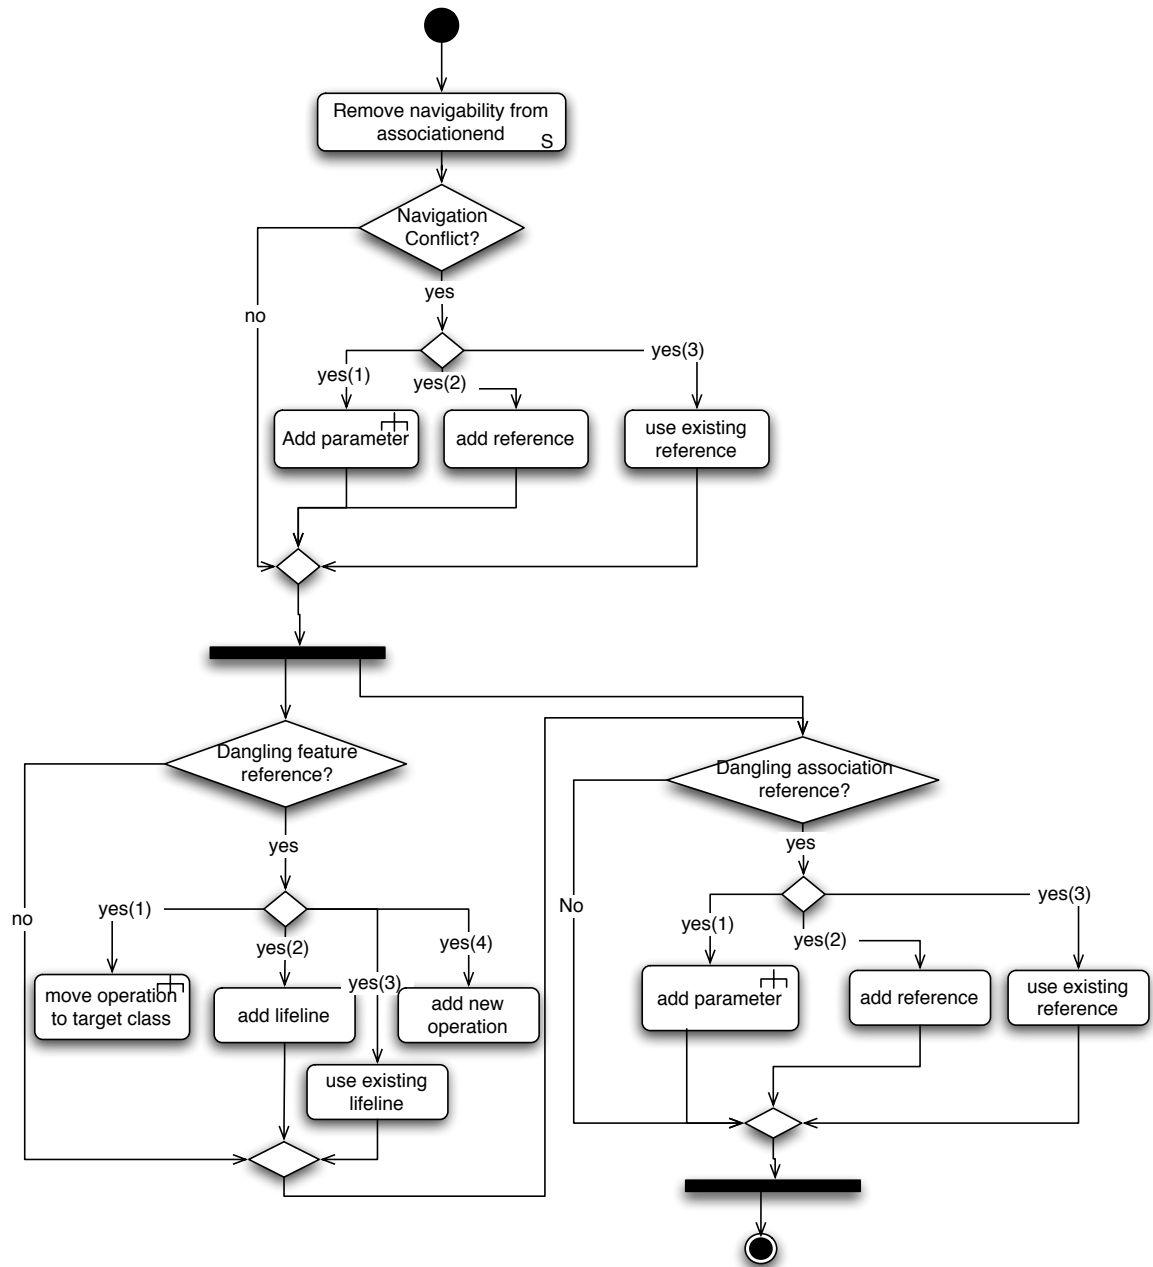 Remove navigability from
associationend
S
Navigation
Conflict?
yes
no
yes(1)
yes(2)
yes(3)
Add parameter
add reference
use existing
reference
Dangling feature
reference?
Dangling association
reference?
yes
yes
no
No
yes(1)
yes(2)
yes(3)
yes(4)
yes(1)
yes(2)
yes(3)
move operation
to target class
add lifeline
add new
operation
use existing
lifeline
add parameter
add reference
use existing
reference